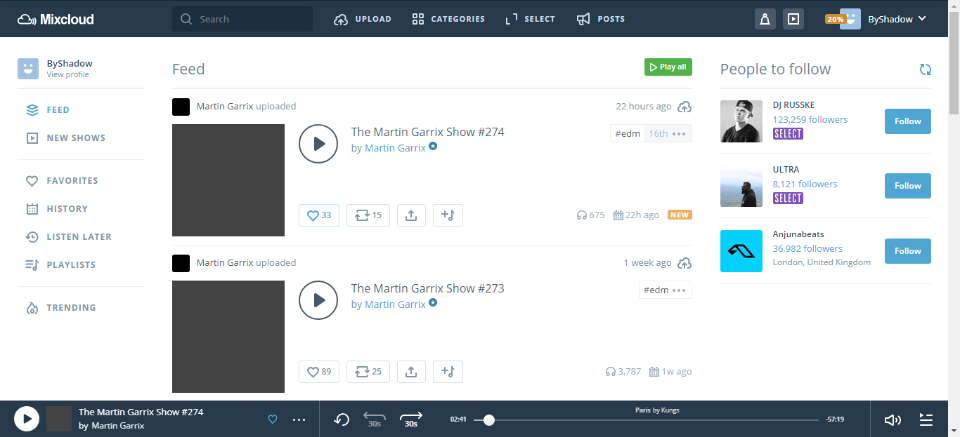 Mixcloud
Search
UPLOAD
CATEGORIES
SELECT
POSTS
20%
ByShadow
ByShadow
View profile
FEED
NEW SHOWS
FAVORITES
HISTORY
LISTEN LATER
PLAYLISTS
TRENDING
Feed
Play all
Martin Garrix uploaded
22 hours ago
The Martin Garrix Show #274
by Martin Garrix
#edm 16th
33
15
675
22h ago
NEW
Martin Garrix uploaded
1 week ago
The Martin Garrix Show #273
by Martin Garrix
#edm
89
25
3,787
1w ago
People to follow
DJ RUSSKE
123,259 followers
SELECT
Follow
ULTRA
8,121 followers
SELECT
Follow
Anjunabeats
36,982 followers
London, United Kingdom
Follow
The Martin Garrix Show #274
by Martin Garrix
30s
30s
02:41
Paris by Kungs
-57:19